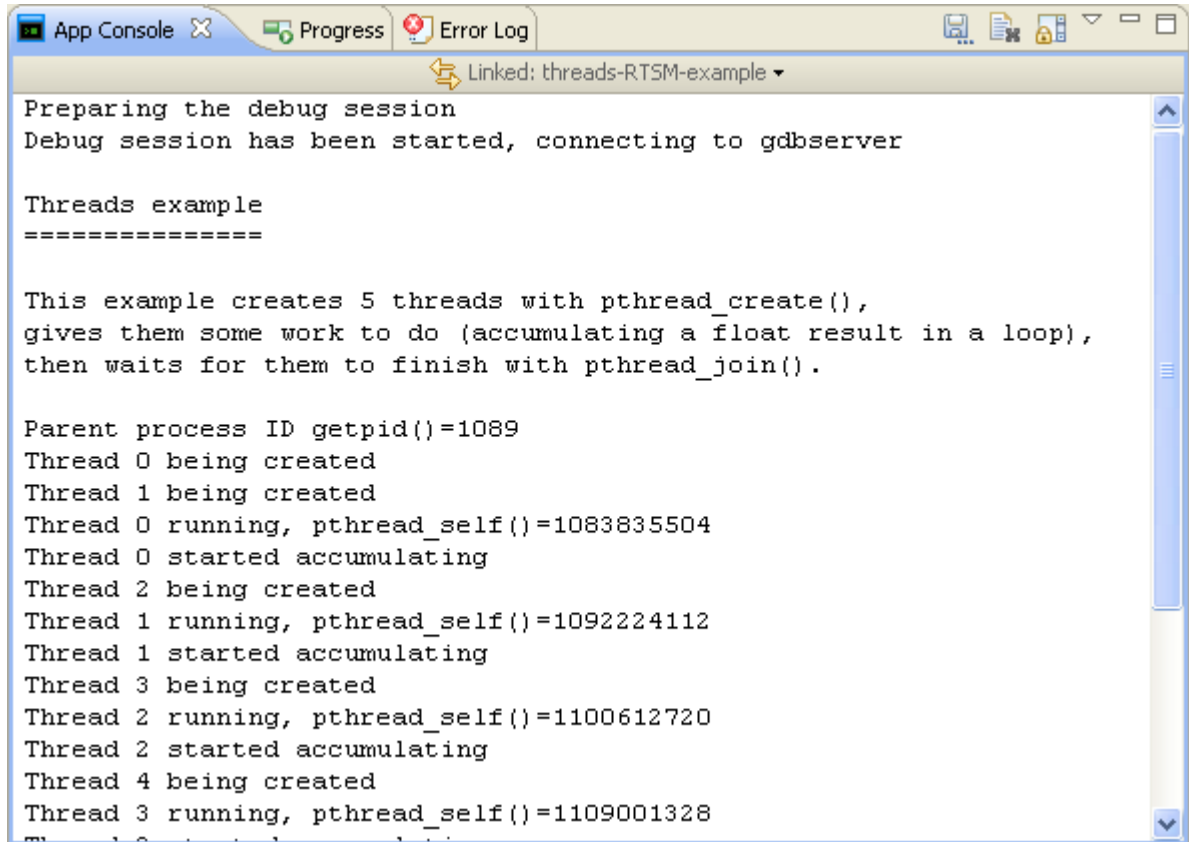 App Console Progress Error Log
Linked: threads-RTSM-example
Preparing the debug session
Debug session has been started, connecting to gdbserver
Threads example
===============
This example creates 5 threads with pthread_create(),
gives them some work to do (accumulating a float result in a loop),
then waits for them to finish with pthread_join().
Parent process ID getpid()=1089
Thread 0 being created
Thread 1 being created
Thread 0 running, pthread_self()=1083835504
Thread 0 started accumulating
Thread 2 being created
Thread 1 running, pthread_self()=1092224112
Thread 1 started accumulating
Thread 3 being created
Thread 2 running, pthread_self()=1100612720
Thread 2 started accumulating
Thread 4 being created
Thread 3 running, pthread_self()=1109001328